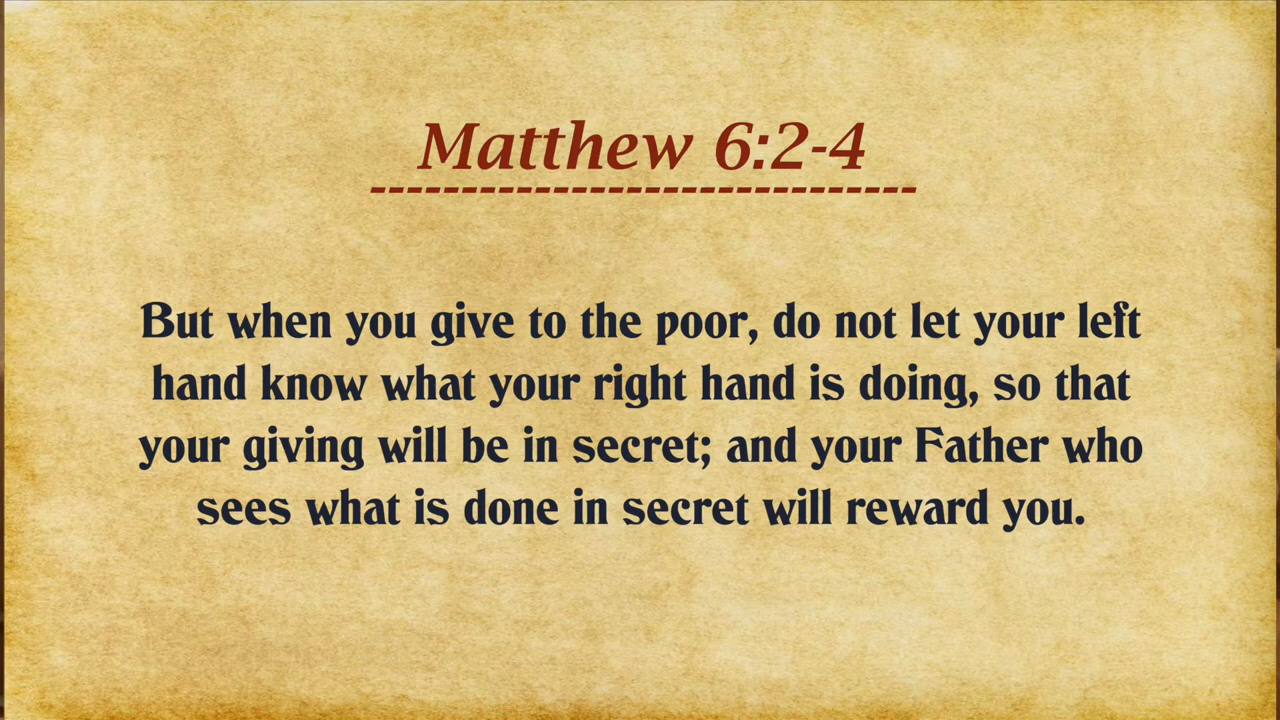 Matthew 6:2-4
------------------------------
But when you give to the poor, do not let your left
hand know what your right hand is doing, so that
your giving will be in secret; and your Father who
sees what is done in secret will reward you.